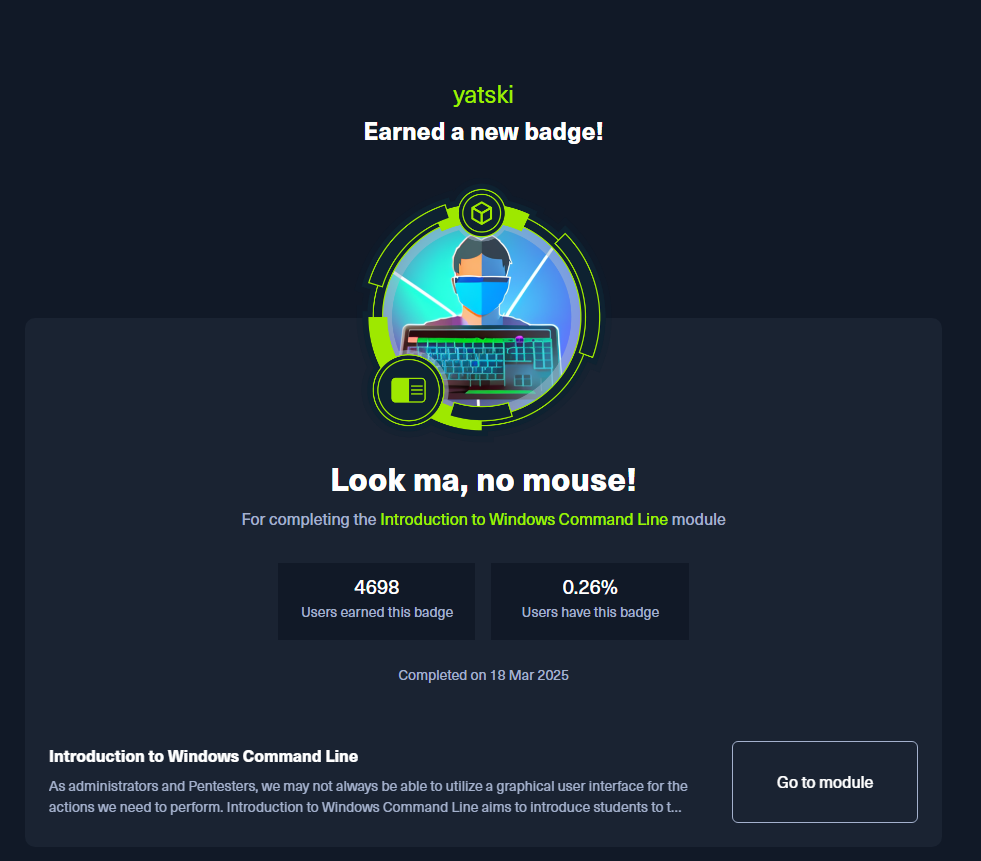 yatski
Earned a new badge!
Look ma, no mouse!
For completing the Introduction to Windows Command Line module
4698
Users earned this badge
0.26%
Users have this badge
Completed on 18 Mar 2025
Introduction to Windows Command Line
As administrators and Pentesters, we may not always be able to utilize a graphical user interface for the
actions we need to perform. Introduction to Windows Command Line aims to introduce students to t...
Go to module